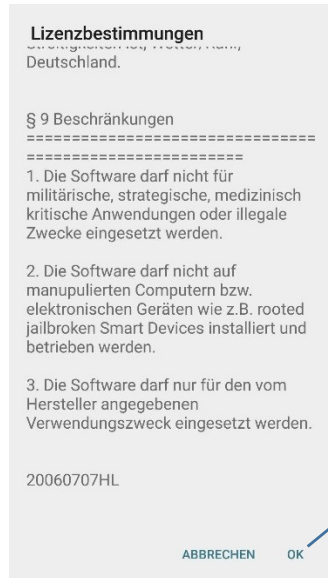 Lizenzbestimmungen
Deutschland.
§ 9 Beschränkungen
================================
========================
1. Die Software darf nicht für
militärische, strategische, medizinisch
kritische Anwendungen oder illegale
Zwecke eingesetzt werden.
2. Die Software darf nicht auf
manupulierten Computern bzw.
elektronischen Geräten wie z.B. rooted
jailbroken Smart Devices installiert und
betrieben werden.
3. Die Software darf nur für den vom
Hersteller angegebenen
Verwendungszweck eingesetzt werden.
20060707HL
ABBRECHEN OK